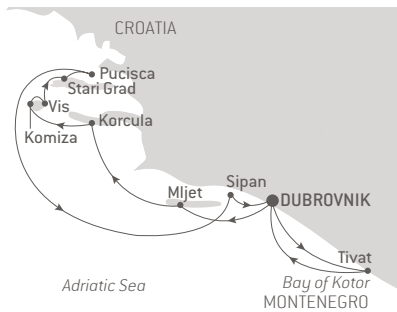 CROATIA
Pucisca
Stari Grad
Vis
Korcula
Komiza
Sipan
Mljet
DUBROVNIK
Tivat
Adriatic Sea
Bay of Kotor
MONTENEGRO